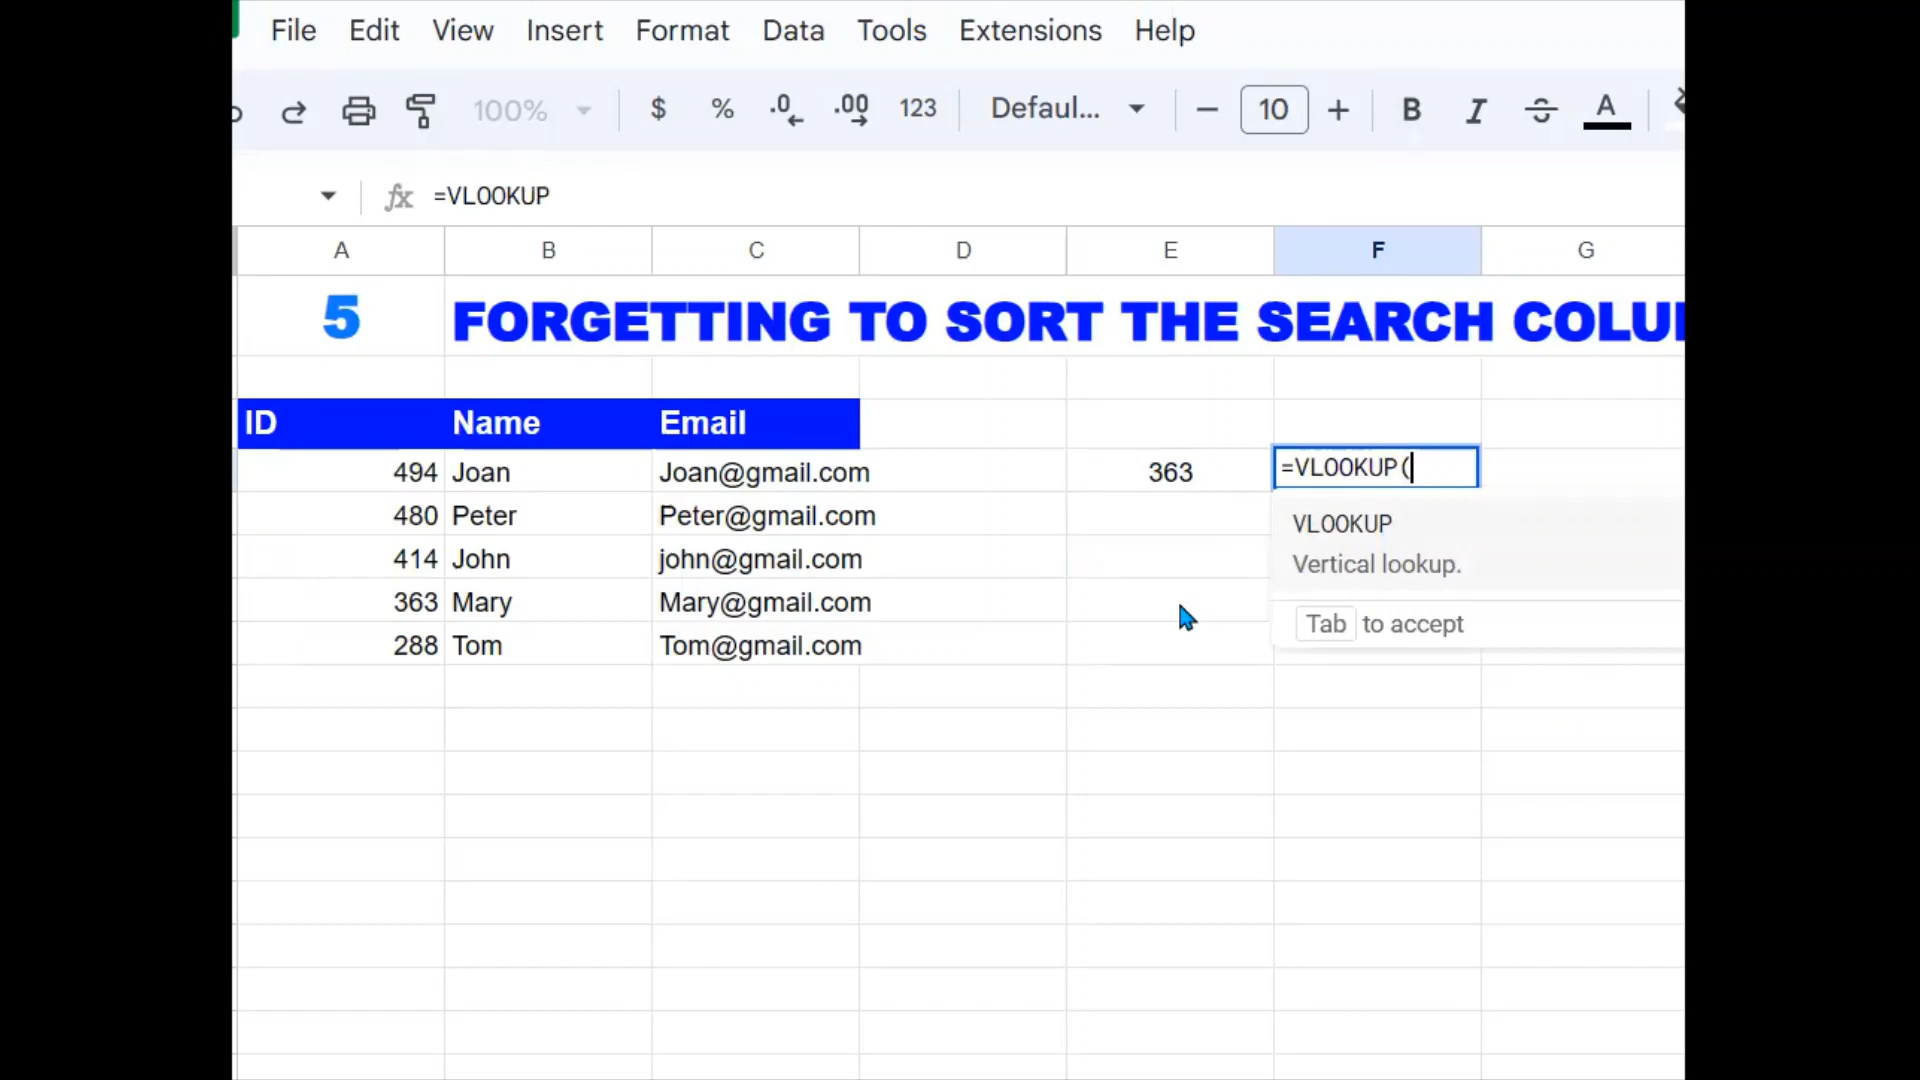 File Edit View Insert Format Data Tools Extensions Help
100% $ % .0 .00 123 Defaul... − 10 + B I S A
fx =VLOOKUP
A B C D E F G
5 FORGETTING TO SORT THE SEARCH
ID Name Email
494 Joan Joan@gmail.com 363 =VLOOKUP(
480 Peter Peter@gmail.com VLOOKUP
414 John john@gmail.com Vertical lookup.
363 Mary Mary@gmail.com Tab to accept
288 Tom Tom@gmail.com